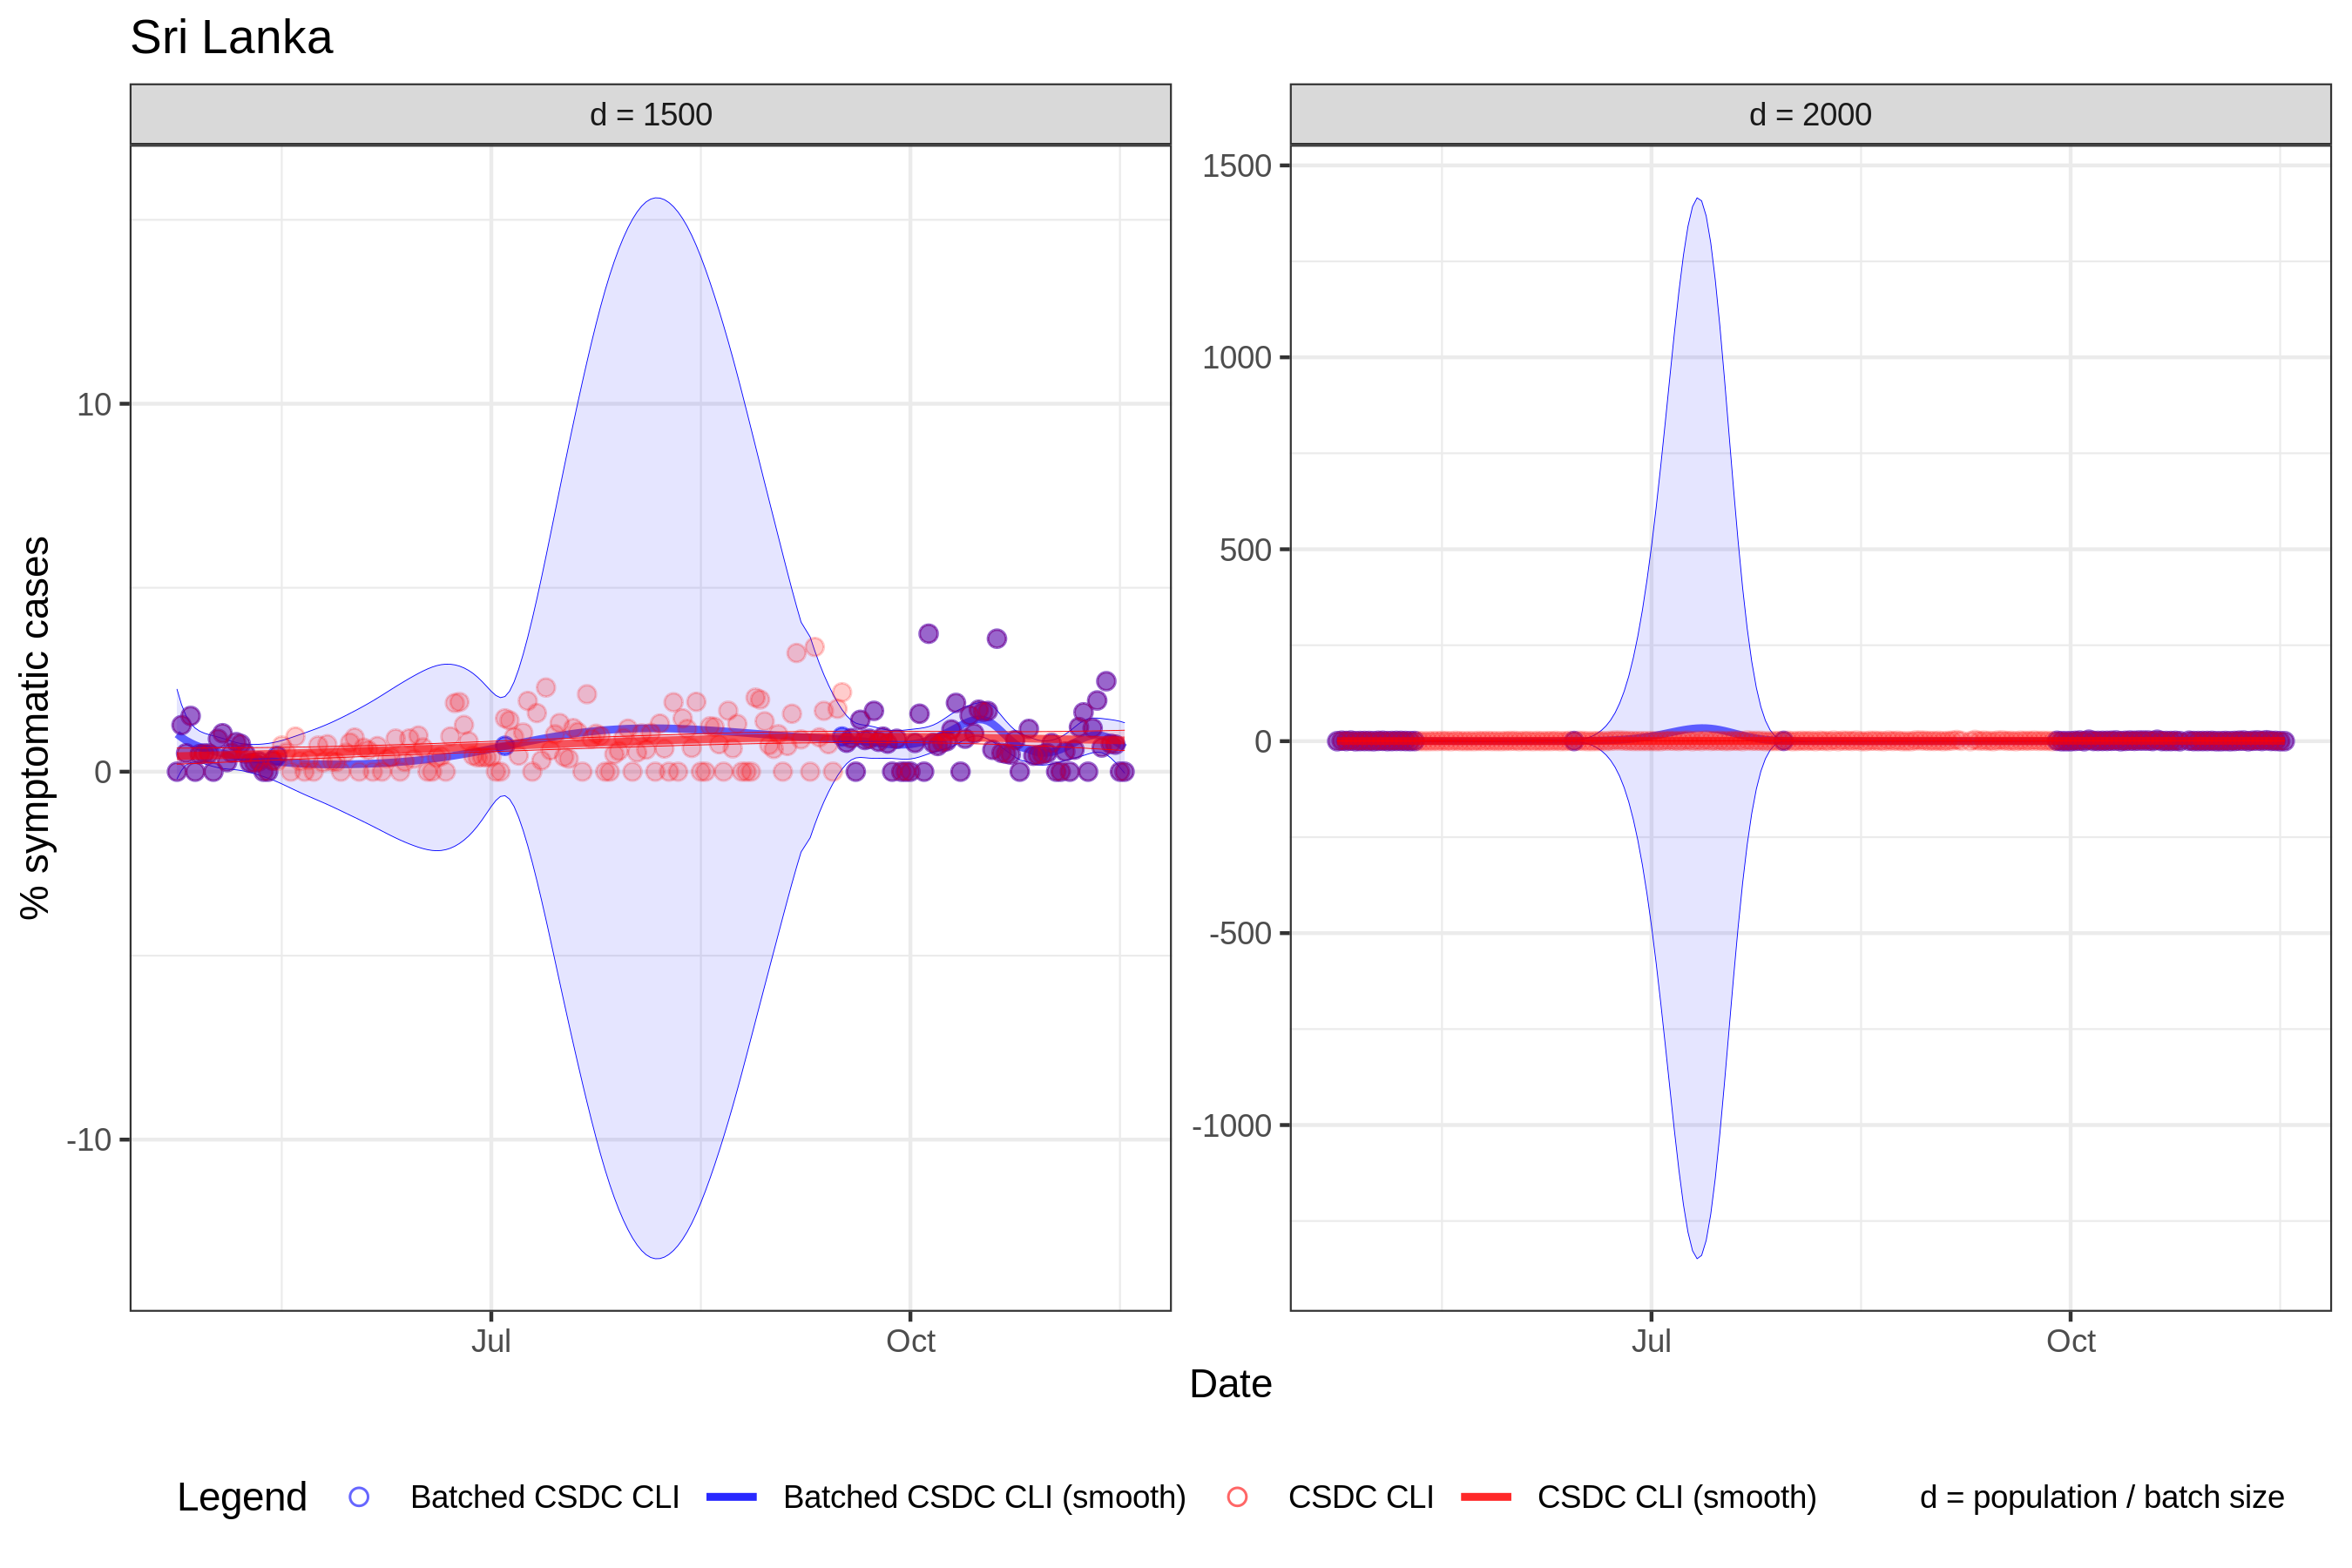 Sri Lanka
d = 1500
d = 2000
% symptomatic cases
10
0
-10
1500
1000
500
0
-500
-1000
Jul
Oct
Jul
Oct
Date
Legend
Batched CSDC CLI
Batched CSDC CLI (smooth)
CSDC CLI
CSDC CLI (smooth)
d = population / batch size